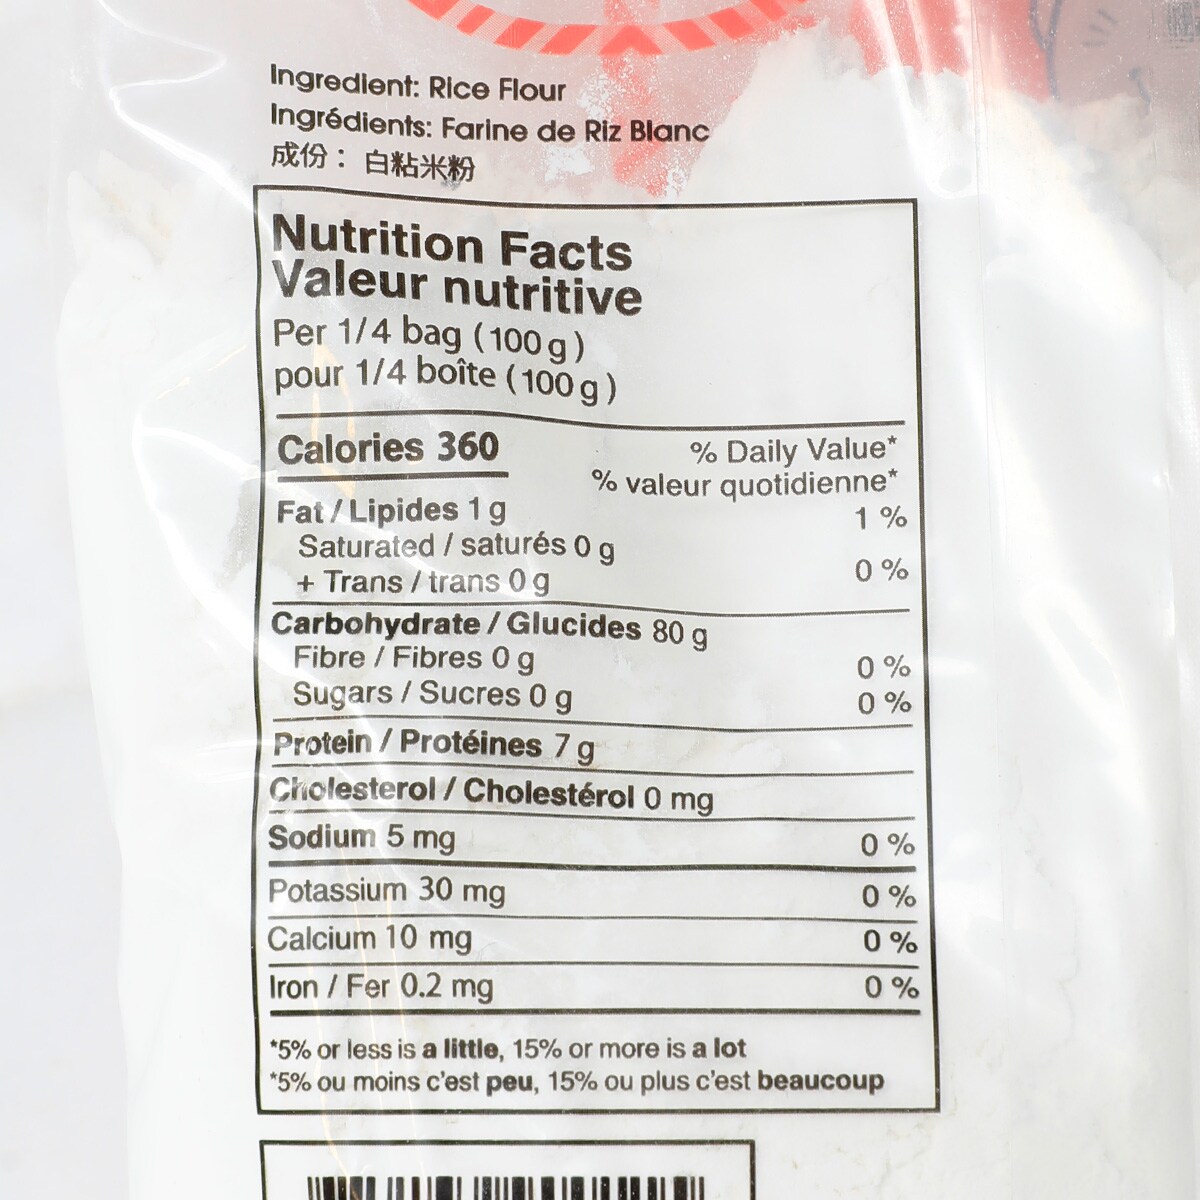 Ingredient: Rice Flour
Ingrédients: Farine de Riz Blanc
成份： 白粘米粉
Nutrition Facts
Valeur nutritive
Per 1/4 bag (100 g)
pour 1/4 boîte (100 g)
Calories 360
% Daily Value*
% valeur quotidienne*
Fat / Lipides 1 g 1 %
Saturated / saturés 0 g
+ Trans / trans 0 g 0 %
Carbohydrate / Glucides 80 g
Fibre / Fibres 0 g 0 %
Sugars / Sucres 0 g 0 %
Protein / Protéines 7 g
Cholesterol / Cholestérol 0 mg
Sodium 5 mg 0 %
Potassium 30 mg 0 %
Calcium 10 mg 0 %
Iron / Fer 0.2 mg 0 %
*5% or less is a little, 15% or more is a lot
*5% ou moins c'est peu, 15% ou plus c'est beaucoup